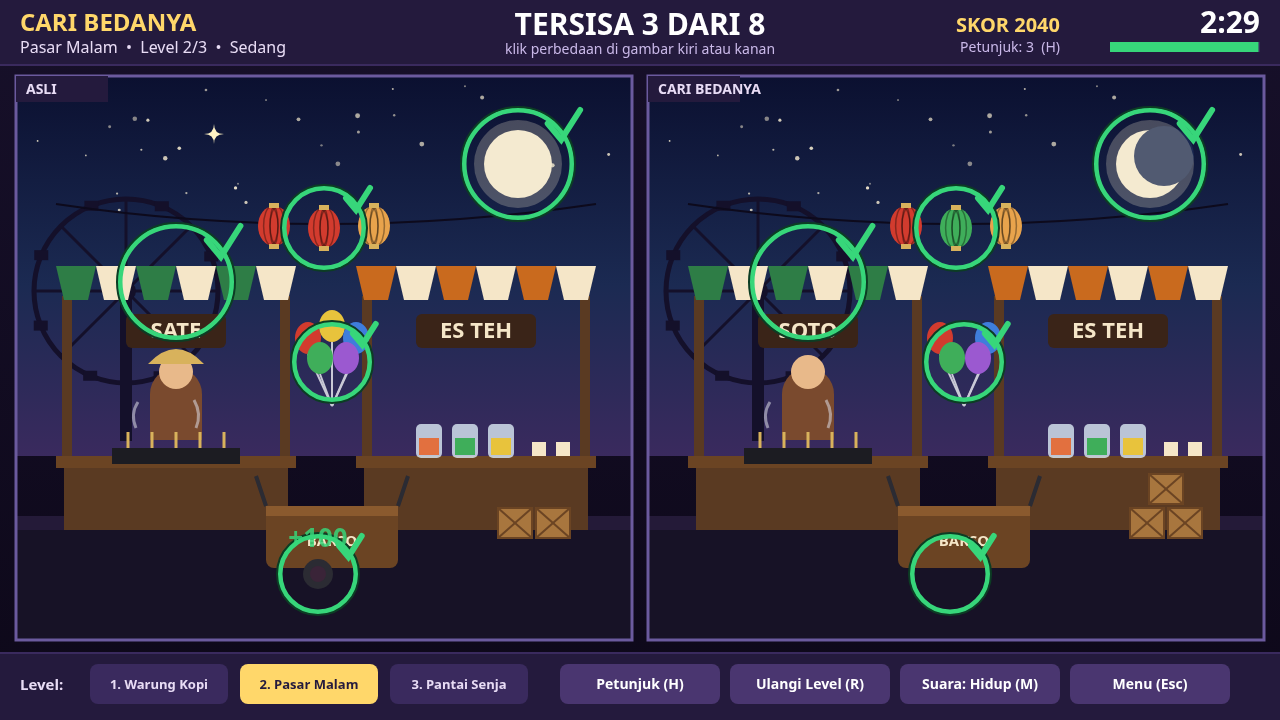 CARI BEDANYA
Pasar Malam • Level 2/3 • Sedang
TERSISA 3 DARI 8
klik perbedaan di gambar kiri atau kanan
SKOR 2040
Petunjuk: 3 (H)
2:29
ASLI
CARI BEDANYA
SATE
ES TEH
SOTO
ES TEH
+100
BAKSO
BAKSO
Level:
1. Warung Kopi
2. Pasar Malam
3. Pantai Senja
Petunjuk (H)
Ulangi Level (R)
Suara: Hidup (M)
Menu (Esc)